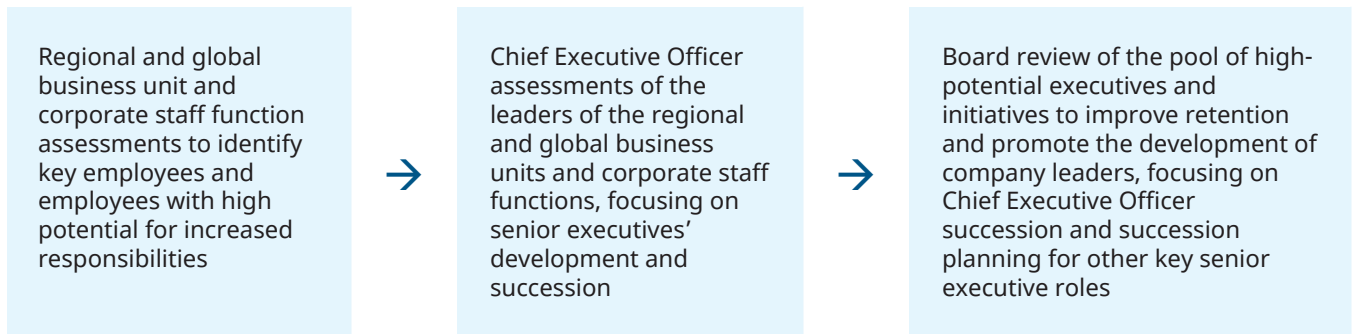 Regional and global
business unit and
corporate staff function
assessments to identify
key employees and
employees with high
potential for increased
responsibilities
Chief Executive Officer
assessments of the
leaders of the regional
and global business
units and corporate staff
functions, focusing on
senior executives’
development and
succession
Board review of the pool of high-
potential executives and
initiatives to improve retention
and promote the development of
company leaders, focusing on
Chief Executive Officer
succession and succession
planning for other key senior
executive roles